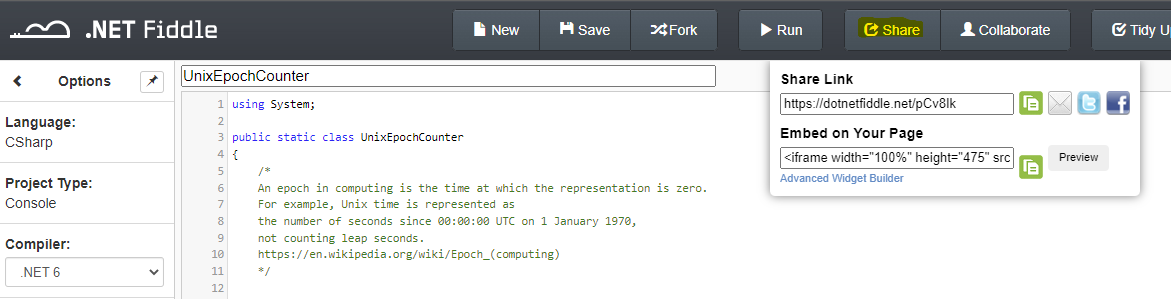 .NET Fiddle
New
Save
Fork
Run
Share
Collaborate
Tidy U
Options
Language:
CSharp
Project Type:
Console
Compiler:
.NET 6
UnixEpochCounter
1 using System;
2
3 public static class UnixEpochCounter
4 {
5 /*
6 An epoch in computing is the time at which the representation is zero.
7 For example, Unix time is represented as
8 the number of seconds since 00:00:00 UTC on 1 January 1970,
9 not counting leap seconds.
10 https://en.wikipedia.org/wiki/Epoch_(computing)
11 */
12
Share Link
https://dotnetfiddle.net/pCv8Ik
Embed on Your Page
<iframe width="100%" height="475" src
Preview
Advanced Widget Builder